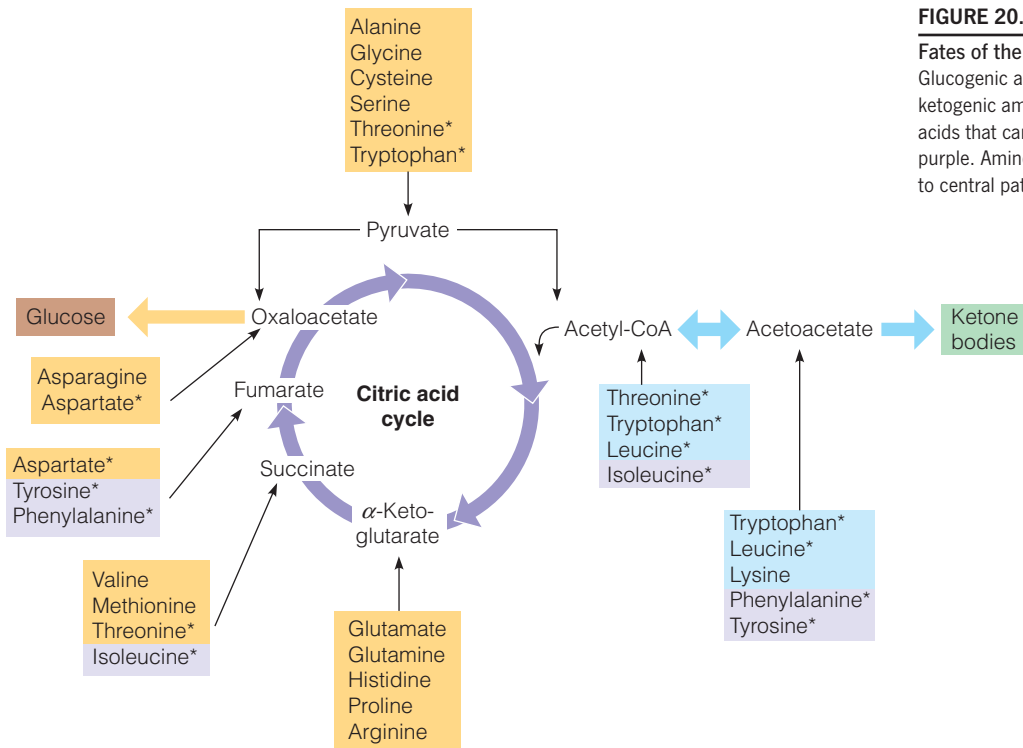 FIGURE 20.
Fates of the
Glucogenic a
ketogenic am
acids that ca
purple. Amin
to central pat
Alanine
Glycine
Cysteine
Serine
Threonine*
Tryptophan*
Pyruvate
Glucose
Oxaloacetate
Acetyl-CoA
Acetoacetate
Ketone
bodies
Asparagine
Aspartate*
Fumarate
Citric acid
cycle
Threonine*
Tryptophan*
Leucine*
Isoleucine*
Aspartate*
Tyrosine*
Phenylalanine*
Succinate
α-Keto-
glutarate
Tryptophan*
Leucine*
Lysine
Phenylalanine*
Tyrosine*
Valine
Methionine
Threonine*
Isoleucine*
Glutamate
Glutamine
Histidine
Proline
Arginine